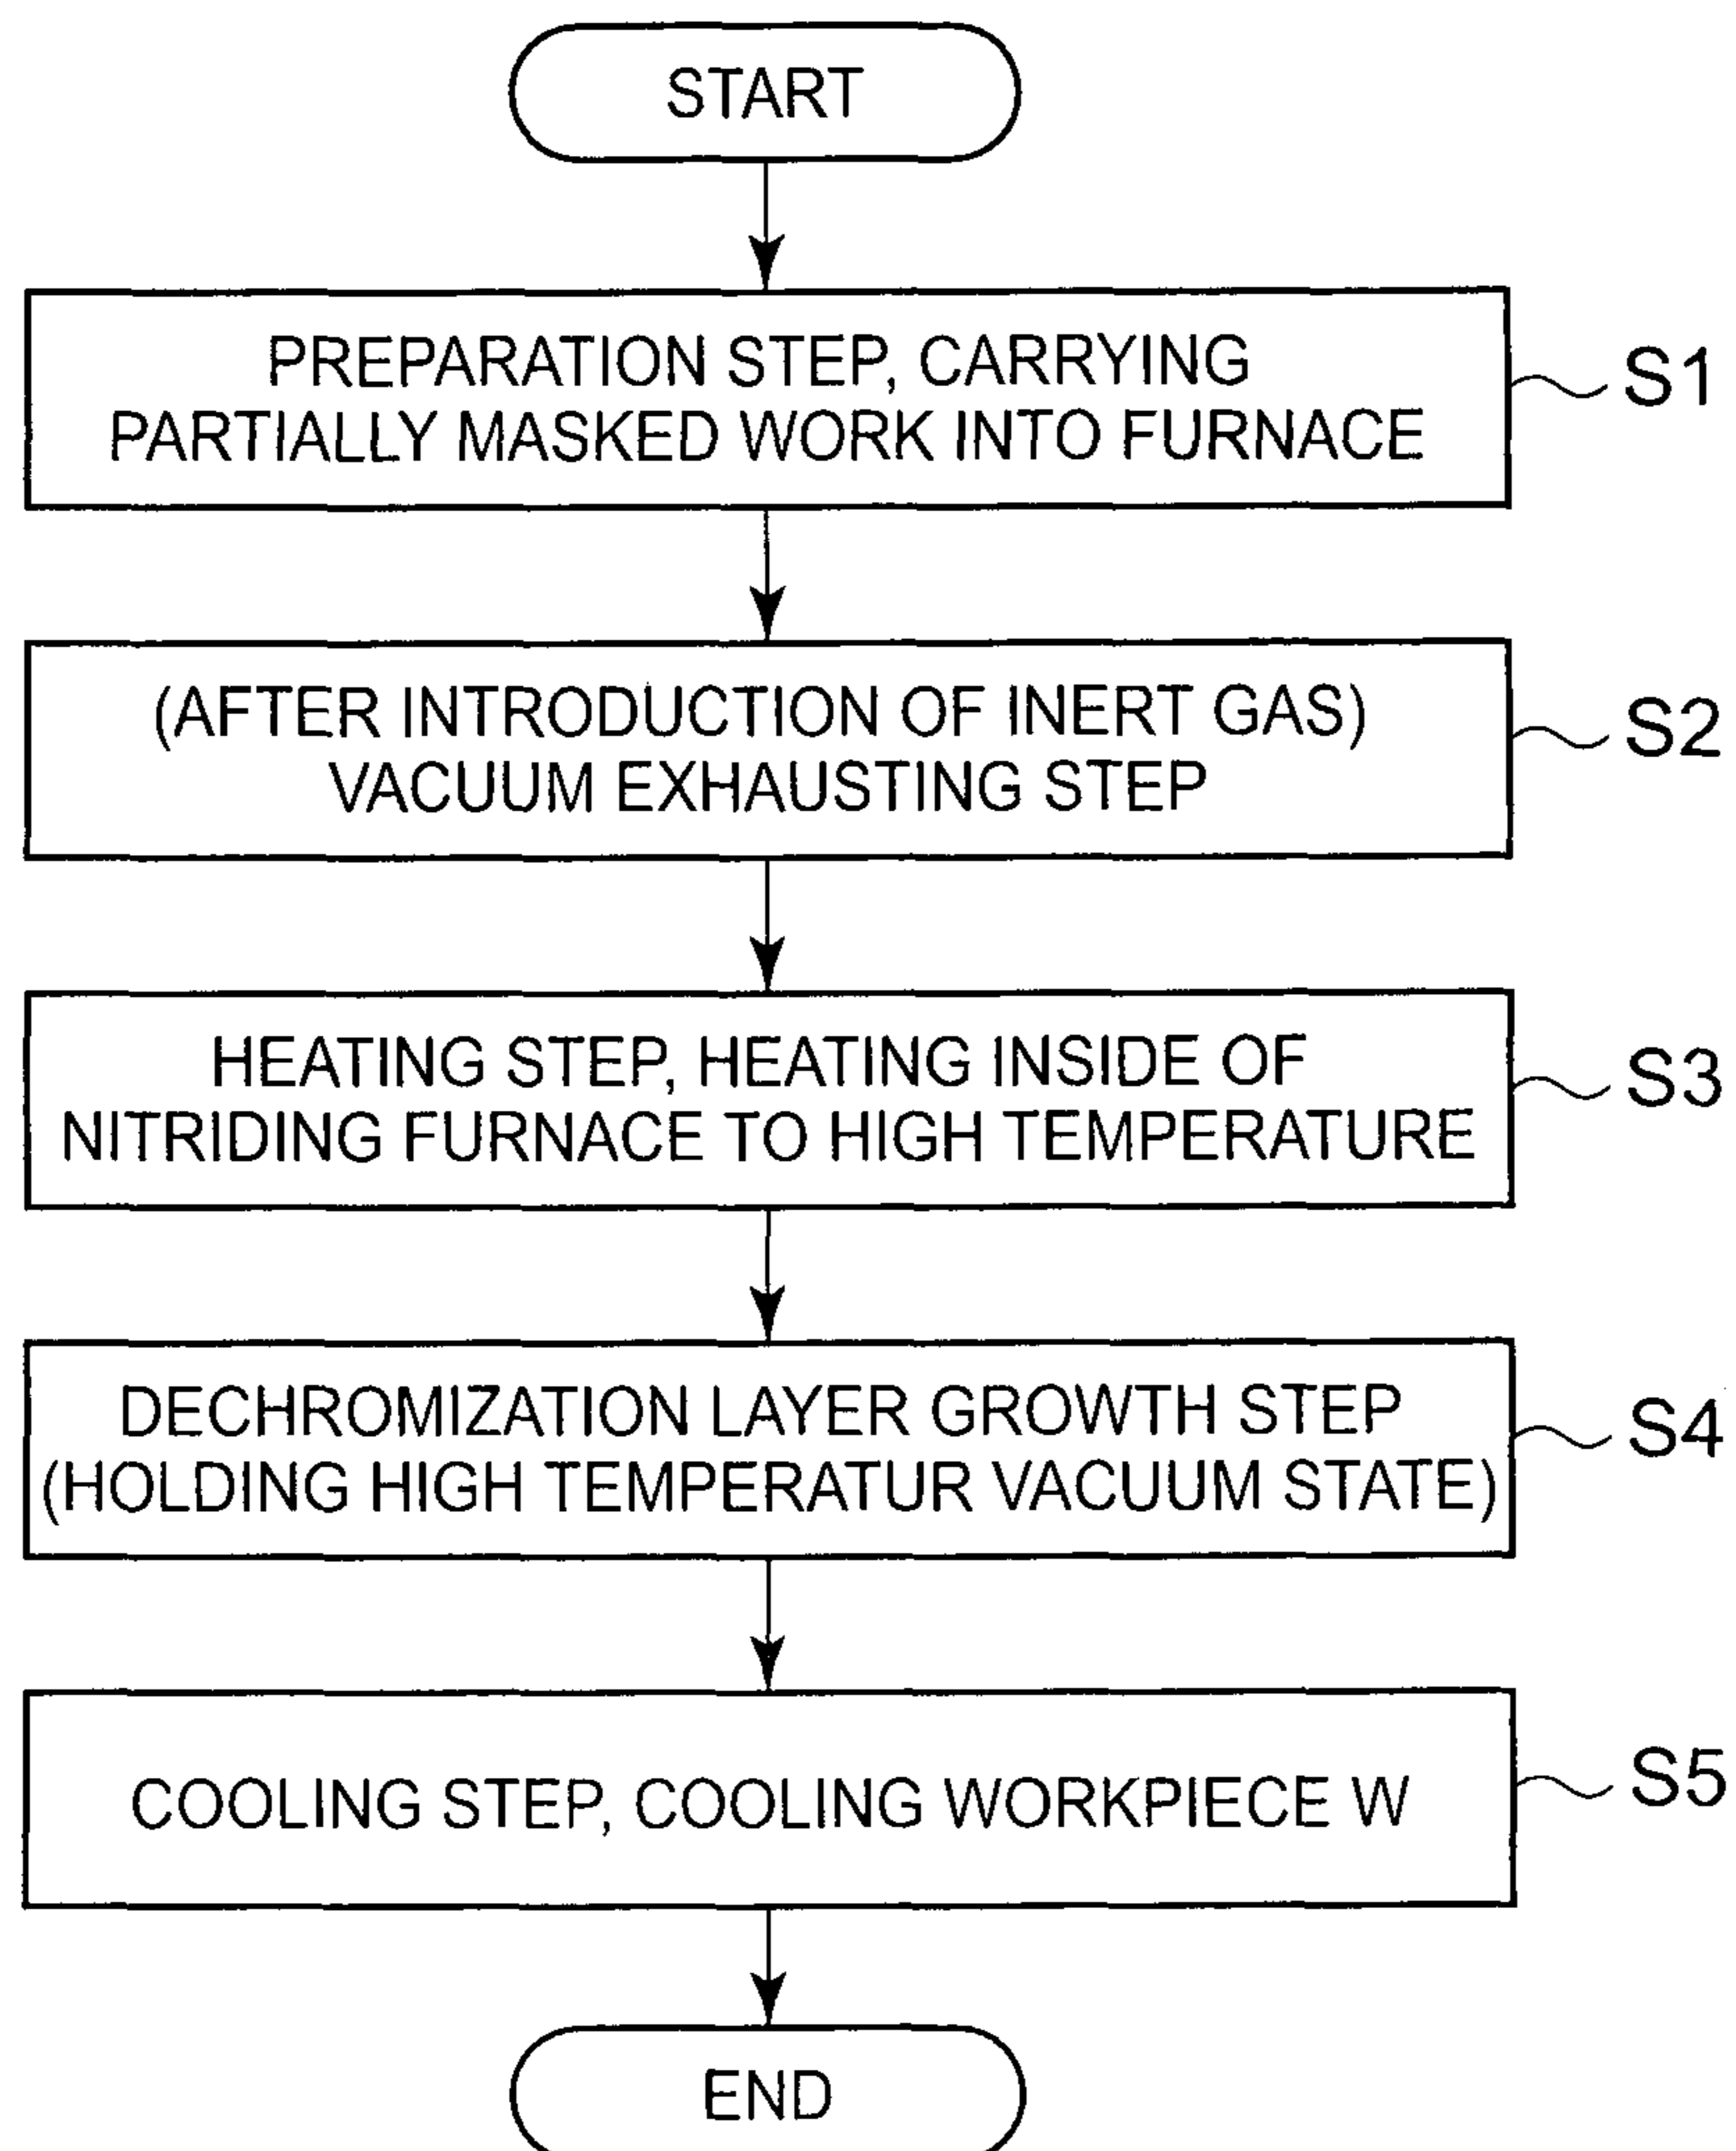 START
PREPARATION STEP, CARRYING
PARTIALLY MASKED WORK INTO FURNACE
S1
(AFTER INTRODUCTION OF INERT GAS)
VACUUM EXHAUSTING STEP
S2
HEATING STEP, HEATING INSIDE OF
NITRIDING FURNACE TO HIGH TEMPERATURE
S3
DECHROMIZATION LAYER GROWTH STEP
(HOLDING HIGH TEMPERATUR VACUUM STATE)
S4
COOLING STEP, COOLING WORKPIECE W
S5
END